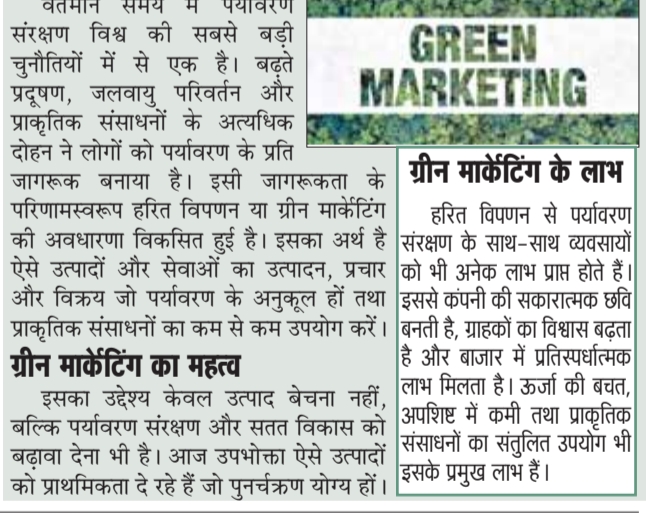 वर्तमान समय में पर्यावरण
संरक्षण विश्व की सबसे बड़ी
चुनौतियों में से एक है। बढ़ते
प्रदूषण, जलवायु परिवर्तन और
प्राकृतिक संसाधनों के अत्यधिक
दोहन ने लोगों को पर्यावरण के प्रति
जागरूक बनाया है। इसी जागरूकता के
परिणामस्वरूप हरित विपणन या ग्रीन मार्केटिंग
की अवधारणा विकसित हुई है। इसका अर्थ है
ऐसे उत्पादों और सेवाओं का उत्पादन, प्रचार
और विक्रय जो पर्यावरण के अनुकूल हों तथा
प्राकृतिक संसाधनों का कम से कम उपयोग करें।
ग्रीन मार्केटिंग का महत्व
इसका उद्देश्य केवल उत्पाद बेचना नहीं,
बल्कि पर्यावरण संरक्षण और सतत विकास को
बढ़ावा देना भी है। आज उपभोक्ता ऐसे उत्पादों
को प्राथमिकता दे रहे हैं जो पुनर्चक्रण योग्य हों।
GREEN
MARKETING
ग्रीन मार्केटिंग के लाभ
हरित विपणन से पर्यावरण
संरक्षण के साथ-साथ व्यवसायों
को भी अनेक लाभ प्राप्त होते हैं।
इससे कंपनी की सकारात्मक छवि
बनती है, ग्राहकों का विश्वास बढ़ता
है और बाजार में प्रतिस्पर्धात्मक
लाभ मिलता है। ऊर्जा की बचत,
अपशिष्ट में कमी तथा प्राकृतिक
संसाधनों का संतुलित उपयोग भी
इसके प्रमुख लाभ हैं।